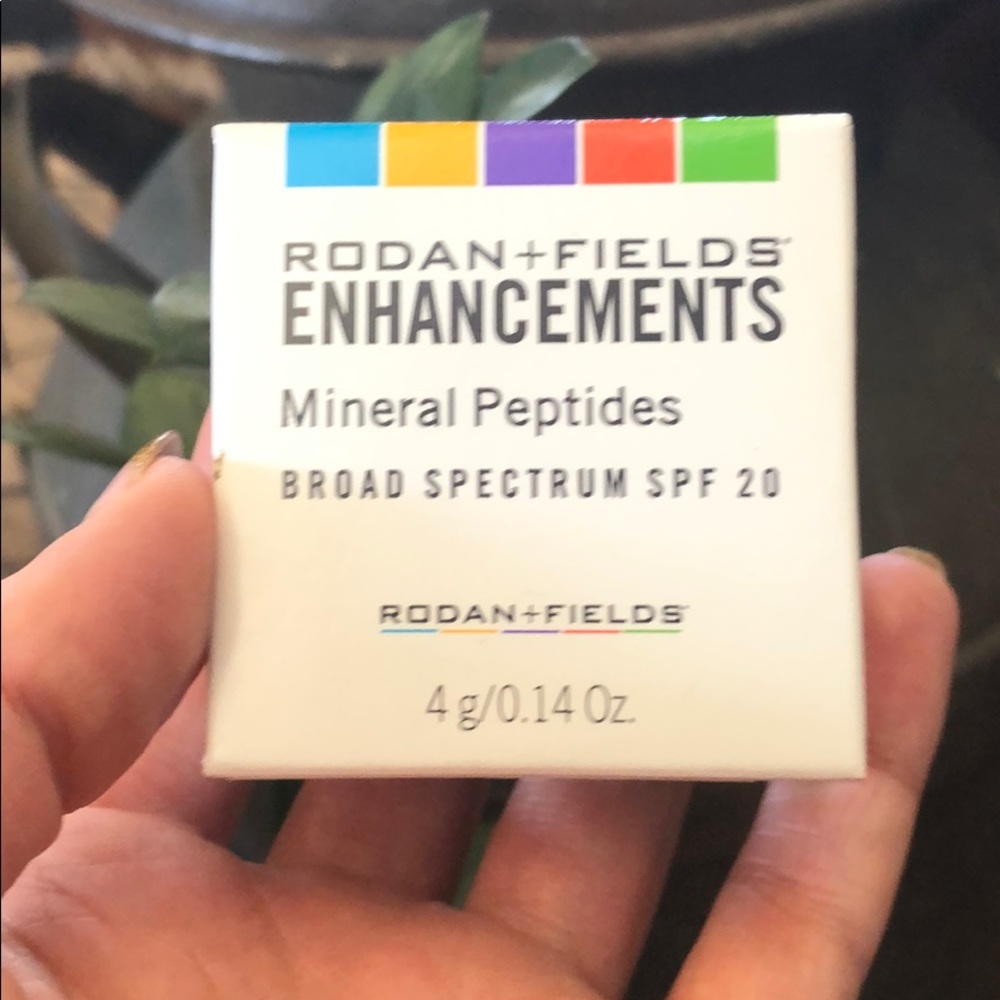 RODAN+FIELDS
ENHANCEMENTS
Mineral Peptides
BROAD SPECTRUM SPF 20
RODAN+FIELDS
4 g/0.14 Oz.